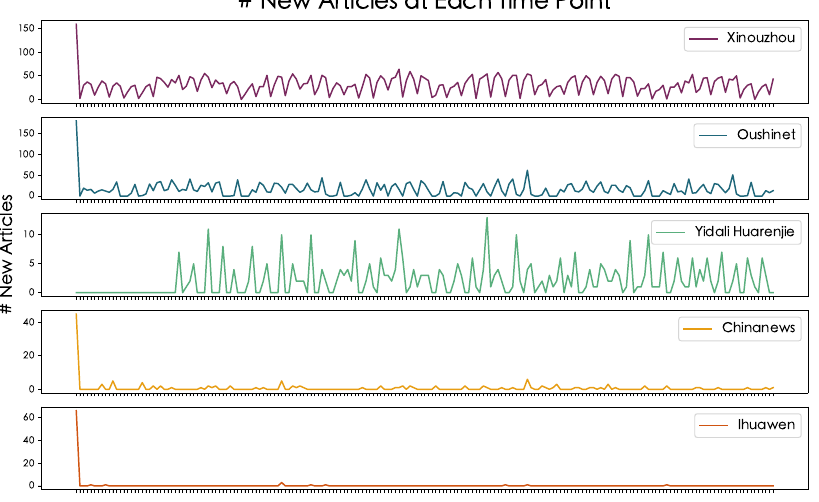 # New Articles at Each Time Point
# New Articles
150
100
50
0
Xinouzhou
150
100
50
0
Oushinet
10
5
0
Yidali Huarenjie
40
20
0
Chinanews
60
40
20
0
Ihuawen